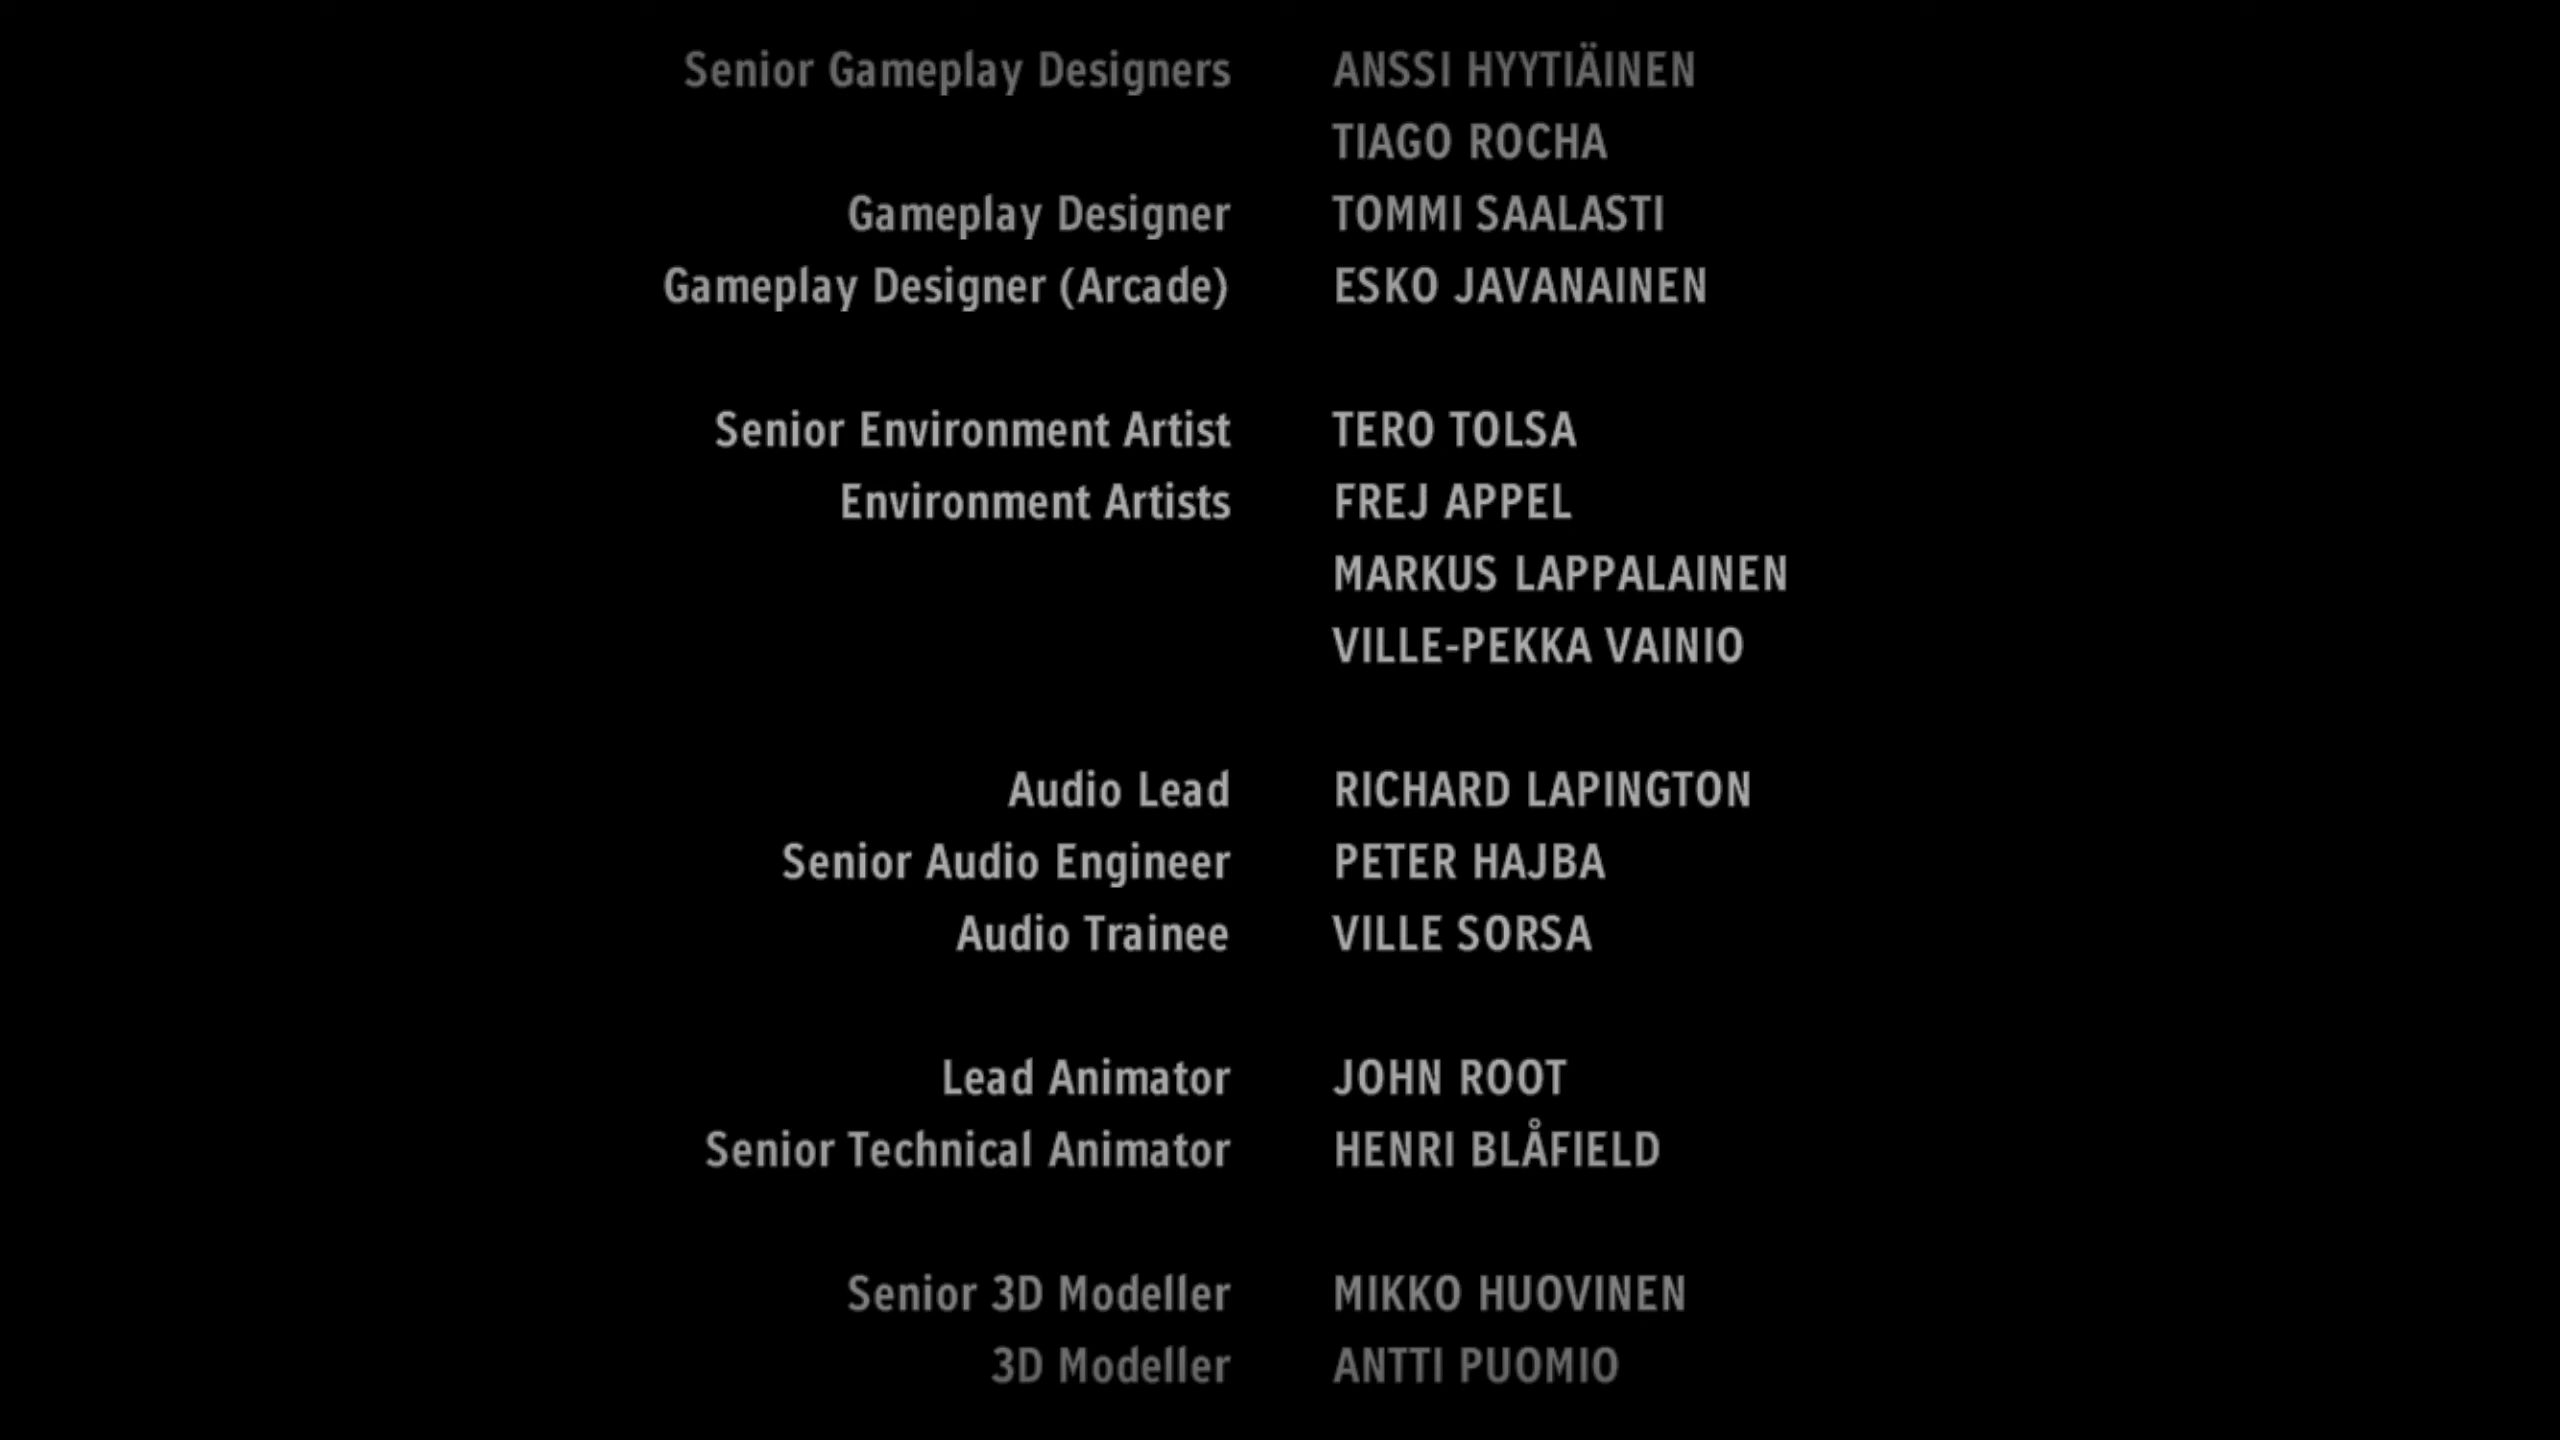 Senior Gameplay Designers ANSSI HYYTIÄINEN
TIAGO ROCHA
Gameplay Designer TOMMI SAALASTI
Gameplay Designer (Arcade) ESKO JAVANAINEN
Senior Environment Artist TERO TOLSA
Environment Artists FREJ APPEL
MARKUS LAPPALAINEN
VILLE-PEKKA VAINIO
Audio Lead RICHARD LAPINGTON
Senior Audio Engineer PETER HAJBA
Audio Trainee VILLE SORSA
Lead Animator JOHN ROOT
Senior Technical Animator HENRI BLÅFIELD
Senior 3D Modeller MIKKO HUOVINEN
3D Modeller ANTTI PUOMIO